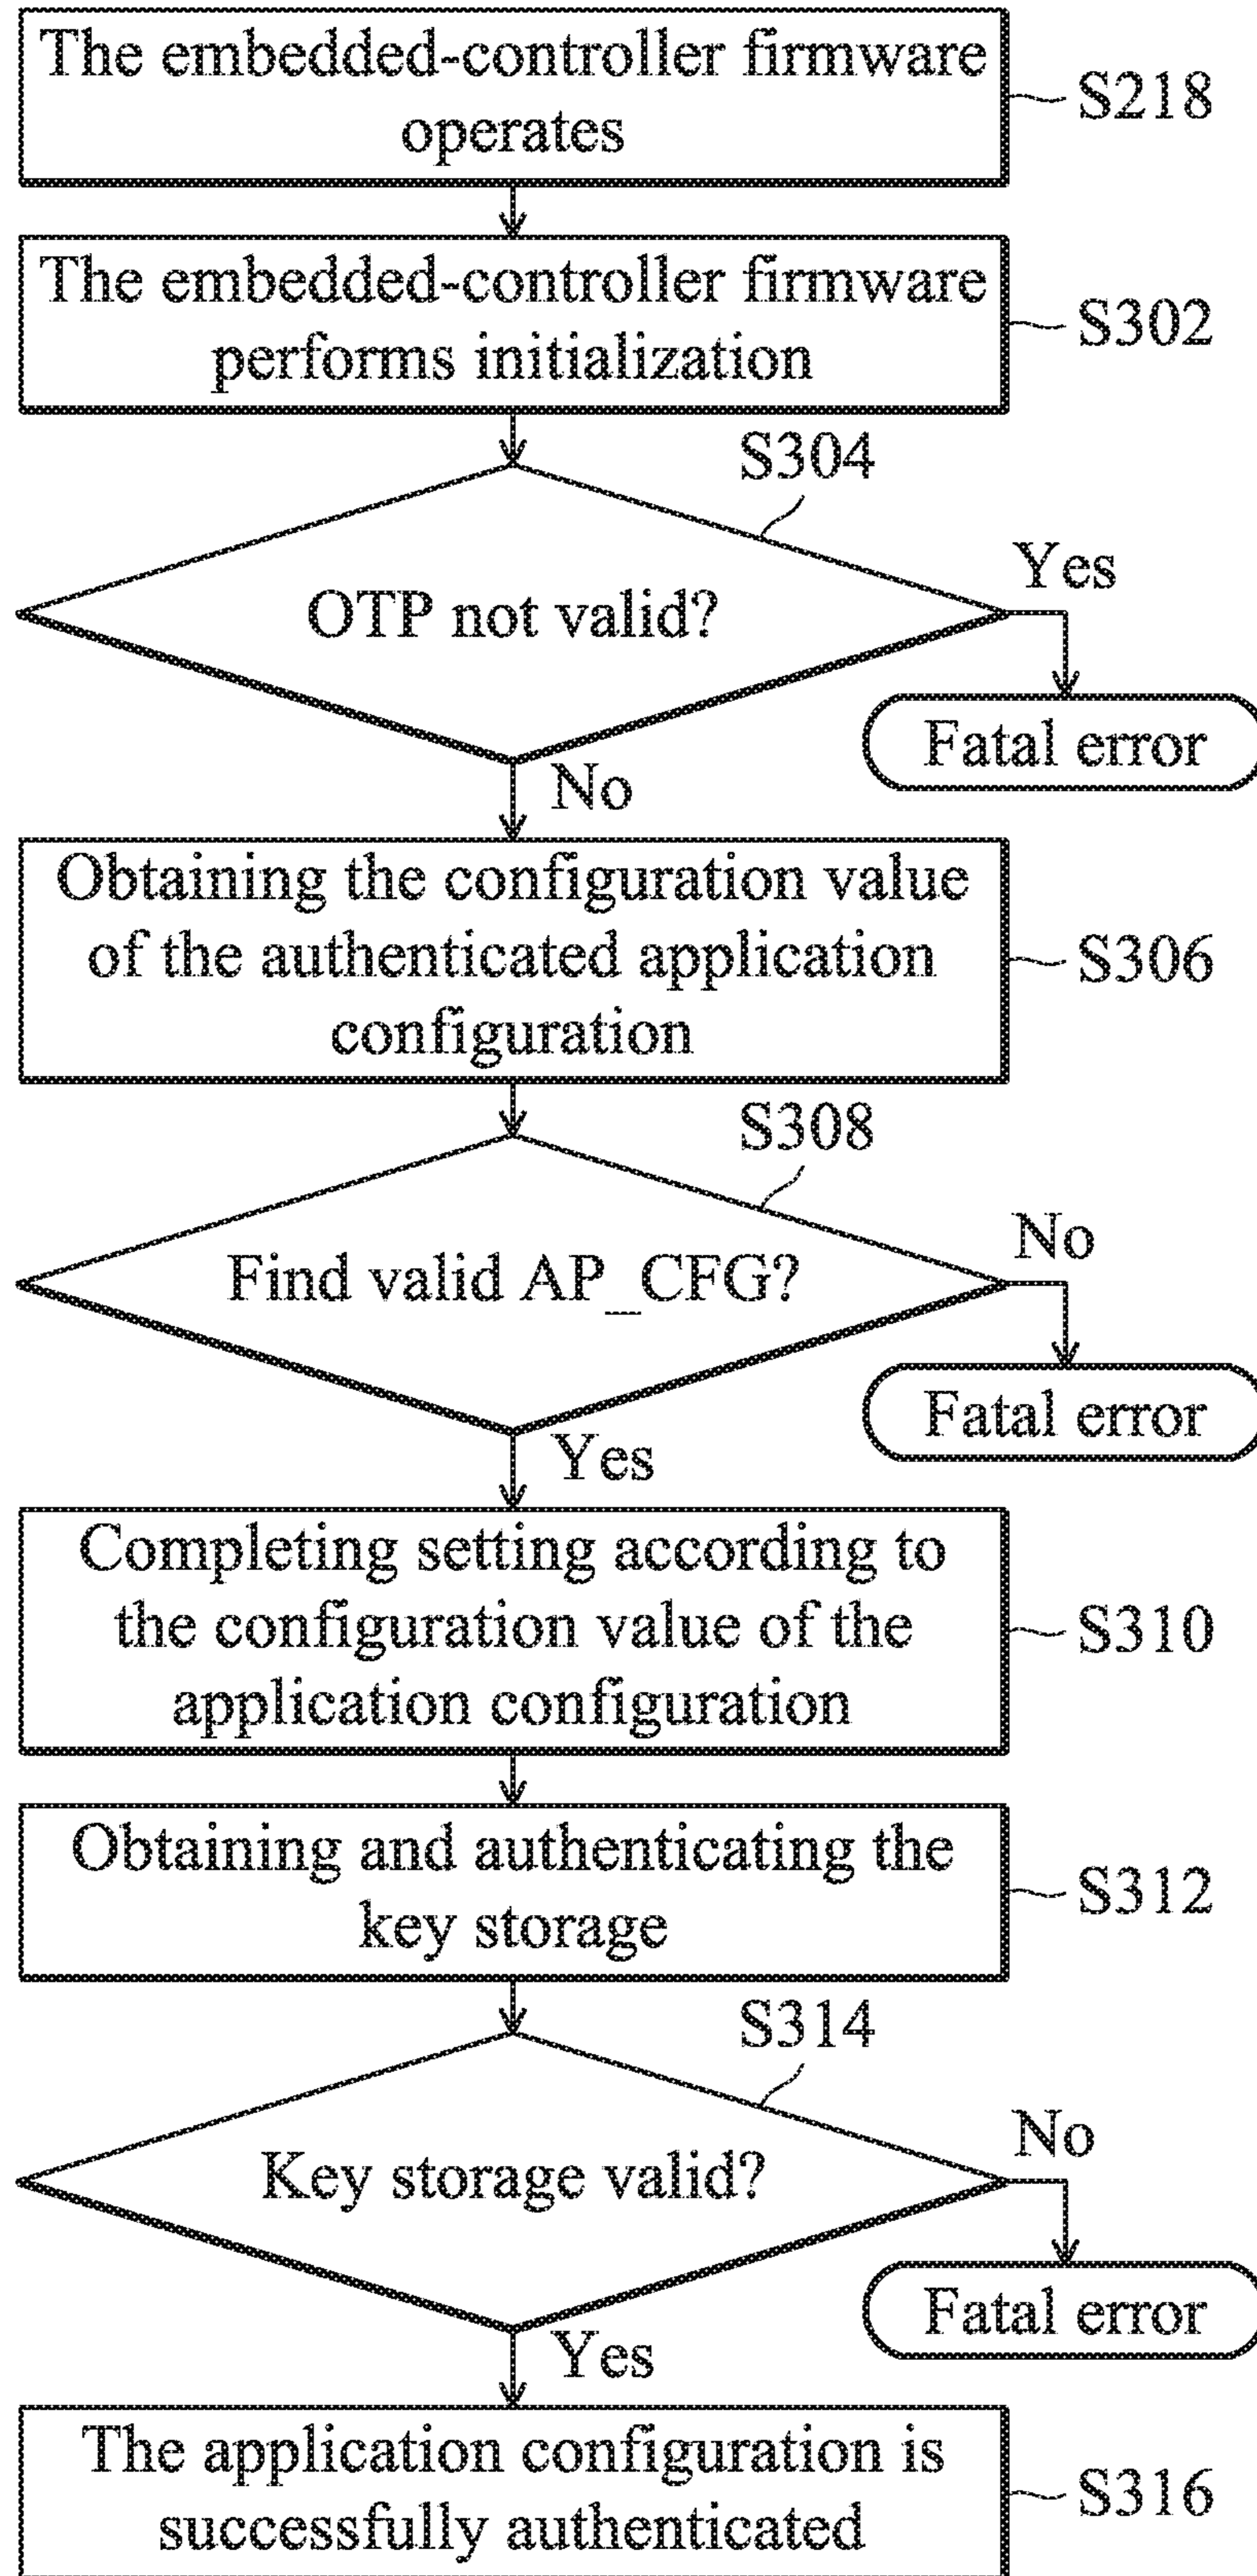 The embedded-controller firmware
operates
S218
The embedded-controller firmware
performs initialization
S302
S304
OTP not valid?
Yes
Fatal error
No
Obtaining the configuration value
of the authenticated application
configuration
S306
S308
Find valid AP_CFG?
No
Fatal error
Yes
Completing setting according to
the configuration value of the
application configuration
S310
Obtaining and authenticating the
key storage
S312
S314
Key storage valid?
No
Fatal error
Yes
The application configuration is
successfully authenticated
S316